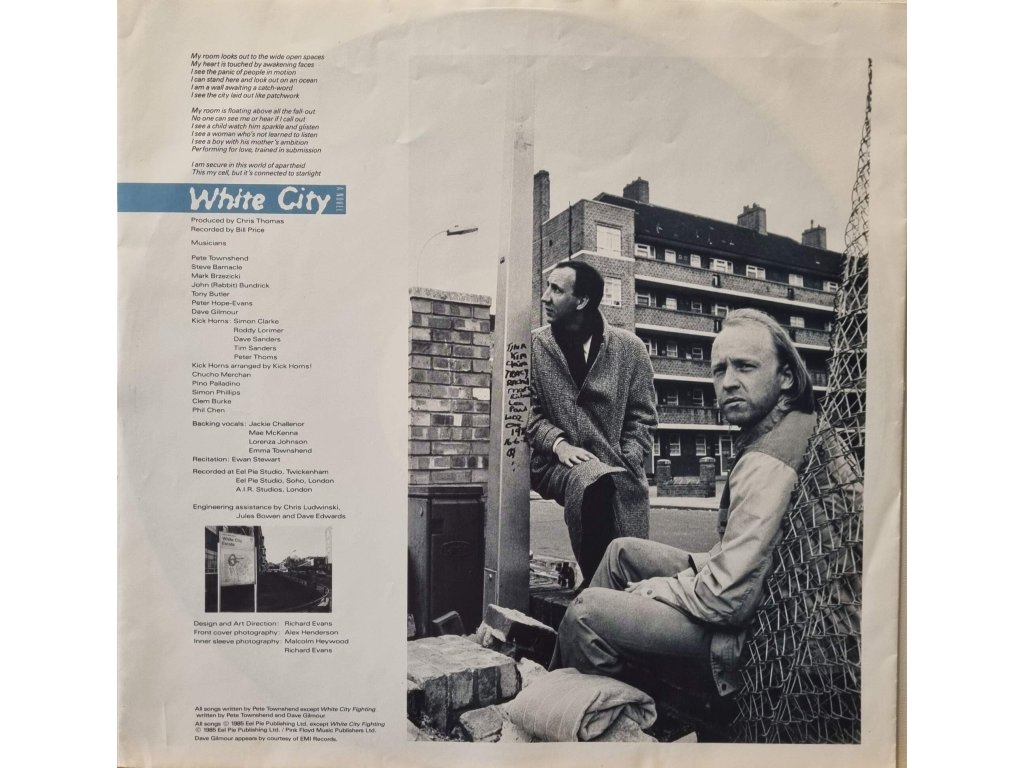 My room looks out to the wide open spaces
My heart is touched by awakening faces
I see the panic of people in motion
I can stand here and look out on an ocean
I am a wall awaiting a catch-word
I see the city laid out like patchwork
My room is floating above all the fall-out
No one can see me or hear if I call out
I see a child watch him sparkle and glisten
I see a woman who's not learned to listen
I see a boy with his mother's ambition
Performing for love, trained in submission
I am secure in this world of apartheid
This my cell, but it's connected to starlight
White City A NOVEL
Produced by Chris Thomas
Recorded by Bill Price
Musicians
Pete Townshend
Steve Barnacle
Mark Brzezicki
John (Rabbit) Bundrick
Tony Butler
Peter Hope-Evans
Dave Gilmour
Kick Horns: Simon Clarke
Roddy Lorimer
Dave Sanders
Tim Sanders
Peter Thoms
Kick Horns arranged by Kick Horns!
Chucho Merchan
Pino Palladino
Simon Phillips
Clem Burke
Phil Chen
Backing vocals: Jackie Challenor
Mae McKenna
Lorenza Johnson
Emma Townshend
Recitation: Ewan Stewart
Recorded at Eel Pie Studio, Twickenham
Eel Pie Studio, Soho, London
A.I.R. Studios, London
Engineering assistance by Chris Ludwinski,
Jules Bowen and Dave Edwards
White City
Estate
Design and Art Direction: Richard Evans
Front cover photography: Alex Henderson
Inner sleeve photography: Malcolm Heywood
Richard Evans
All songs written by Pete Townshend except White City Fighting
written by Pete Townshend and Dave Gilmour
All songs © 1985 Eel Pie Publishing Ltd. except White City Fighting
© 1985 Eel Pie Publishing Ltd. / Pink Floyd Music Publishers Ltd.
Dave Gilmour appears by courtesy of EMI Records.
TINA
KIM
TRACY
Lee
Paul